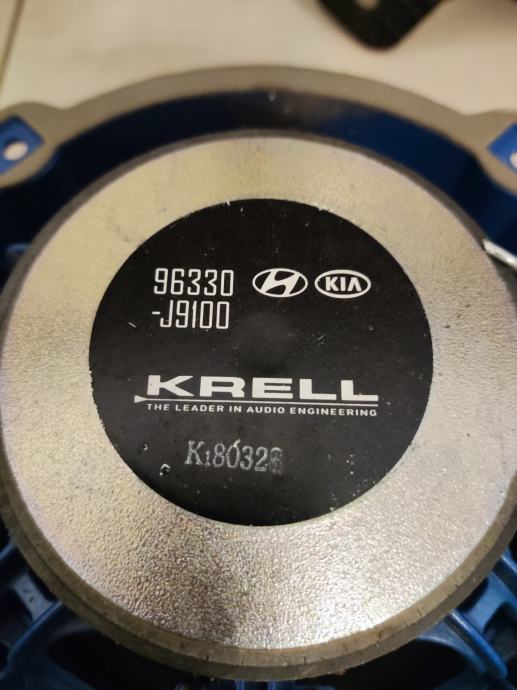 96330
-J9100
KIA
KRELL
THE LEADER IN AUDIO ENGINEERING